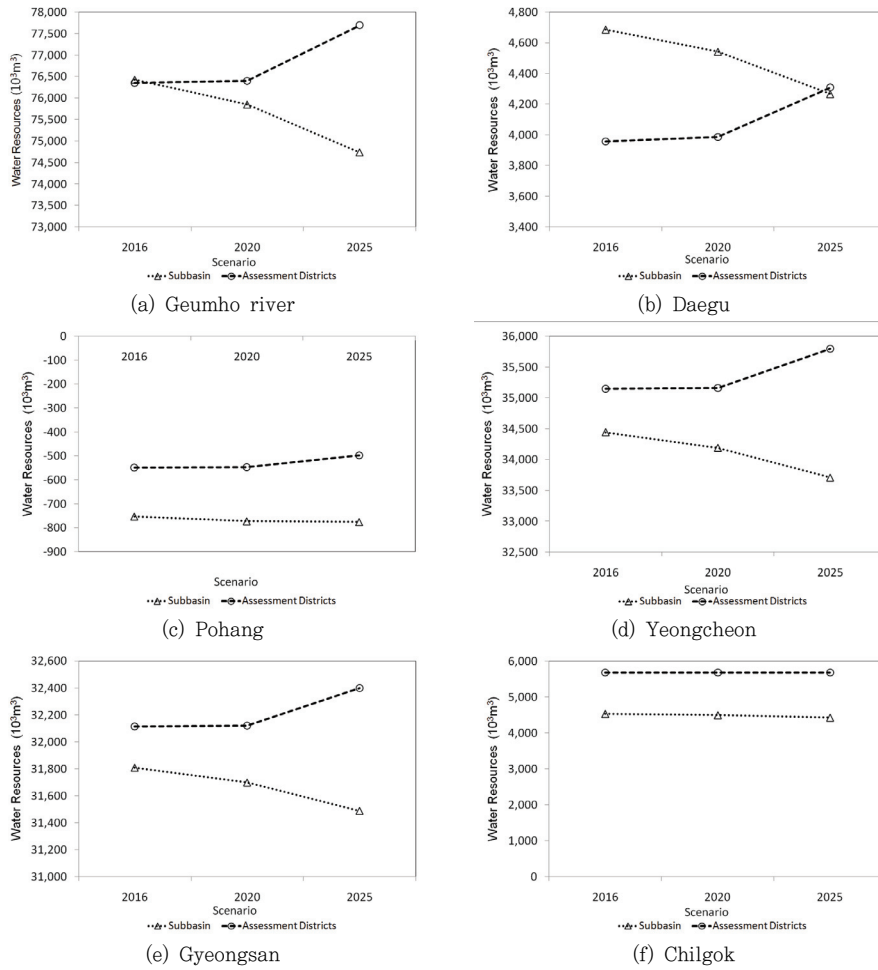 78,000
77,500
77,000
76,500
76,000
75,500
75,000
74,500
74,000
73,500
73,000
Water Resources (10³m³)
2016 2020 2025
Scenario
Subbasin Assessment Districts
(a) Geumho river
4,800
4,600
4,400
4,200
4,000
3,800
3,600
3,400
Water Resources (10³m³)
2016 2020 2025
Scenario
Subbasin Assessment Districts
(b) Daegu
0
-100
-200
-300
-400
-500
-600
-700
-800
-900
Water Resources (10³m³)
2016 2020 2025
Scenario
Subbasin Assessment Districts
(c) Pohang
36,000
35,500
35,000
34,500
34,000
33,500
33,000
32,500
Water Resources (10³m³)
2016 2020 2025
Scenario
Subbasin Assessment Districts
(d) Yeongcheon
32,600
32,400
32,200
32,000
31,800
31,600
31,400
31,200
31,000
Water Resources (10³m³)
2016 2020 2025
Scenario
Subbasin Assessment Districts
(e) Gyeongsan
6,000
5,000
4,000
3,000
2,000
1,000
0
Water Resources (10³m³)
2016 2020 2025
Scenario
Subbasin Assessment Districts
(f) Chilgok